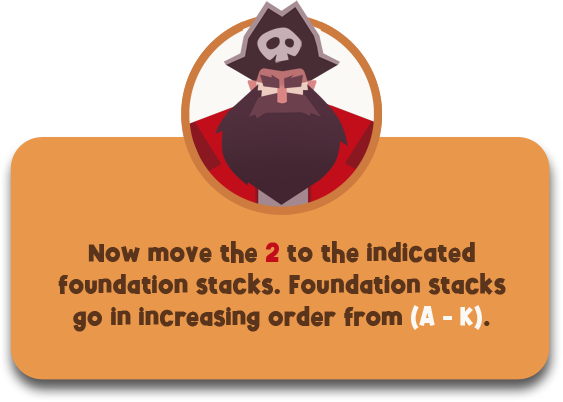 Now move the 2 to the indicated
foundation stacks. Foundation stacks
go in increasing order from (A - K).